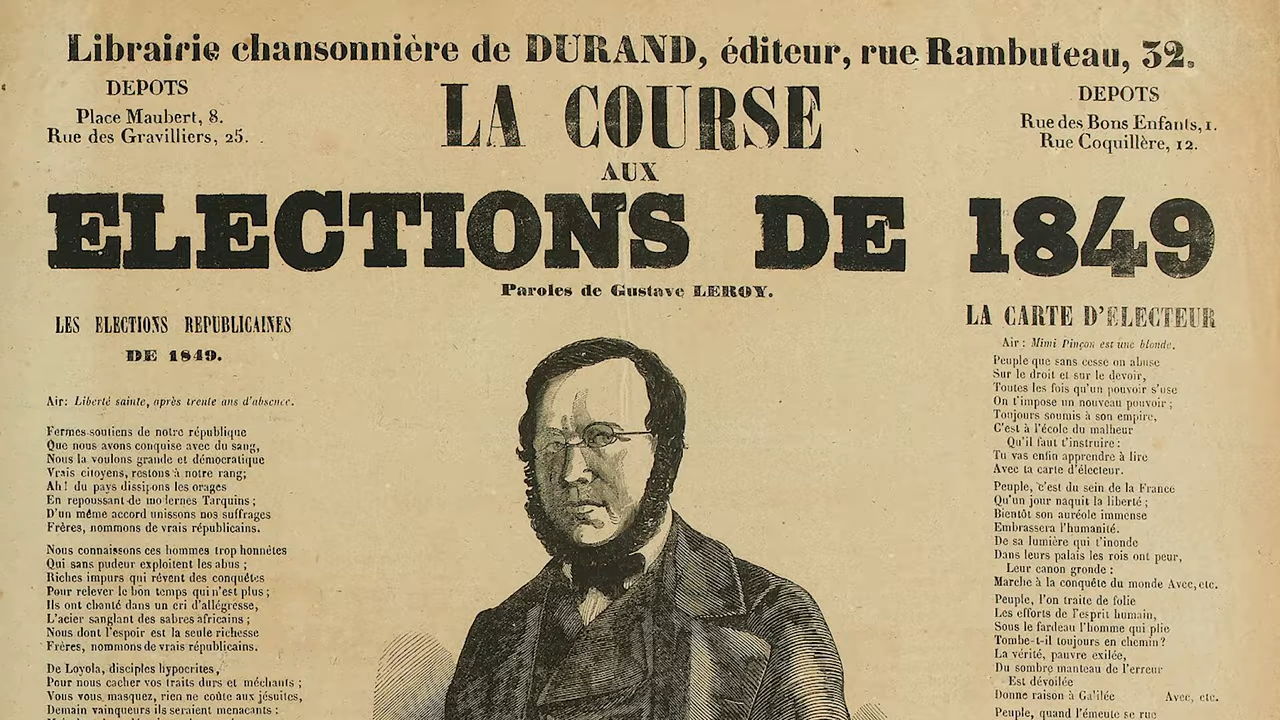 Librairie chansonnière de DURAND, éditeur, rue Rambuteau, 32.
DEPOTS
Place Maubert, 8.
Rue des Gravilliers, 25.
LA COURSE
AUX
ELECTIONS DE 1849
Paroles de Gustave LEROY.
DEPOTS
Rue des Bons Enfants, 1.
Rue Coquillère, 12.
LES ELECTIONS REPUBLICAINES
DE 1849.
Air: Liberté sainte, après trente ans d'absence.
Fermes soutiens de notre république
Que nous avons conquise avec du sang,
Nous la voulons grande et démocratique
Vrais citoyens, restons à notre rang;
Ah! du pays dissipons les orages
En repoussant de modernes Tarquins;
D'un même accord unissons nos suffrages
Frères, nommons de vrais républicains.
Nous connaissons ces hommes trop honnêtes
Qui sans pudeur exploitent les abus;
Riches impurs qui rêvent des conquêtes
Pour relever le bon temps qui n'est plus;
Ils ont chanté dans un cri d'allégresse,
L'acier sanglant des sabres africains;
Nous dont l'espoir est la seule richesse
Frères, nommons de vrais républicains.
De Loyola, disciples hypocrites,
Pour nous cacher vos traits durs et méchants;
Vous vous masquez, rien ne coûte aux jésuites,
Demain vainqueurs ils seraient menaçants:
LA CARTE D'ÉLECTEUR
Air: Mimi Pinçon est une blonde.
Peuple que sans cesse on abuse
Sur le droit et sur le devoir,
Toutes les fois qu'un pouvoir s'use
On t'impose un nouveau pouvoir;
Toujours soumis à son empire,
C'est à l'école du malheur
Qu'il faut t'instruire:
Tu vas enfin apprendre à lire
Avec ta carte d'électeur.
Peuple, c'est du sein de la France
Qu'un jour naquit la liberté;
Bientôt son auréole immense
Embrassera l'humanité.
De sa lumière qui t'inonde
Dans leurs palais les rois ont peur,
Leur canon gronde:
Marche à la conquête du monde Avec, etc.
Peuple, l'on traite de folie
Les efforts de l'esprit humain,
Sous le fardeau l'homme qui plie
Tombe-t-il toujours en chemin?
La vérité, pauvre exilée,
Du sombre manteau de l'erreur
Est dévoilée
Donne raison à Galilée Avec, etc.
Peuple, quand l'émeute se rue